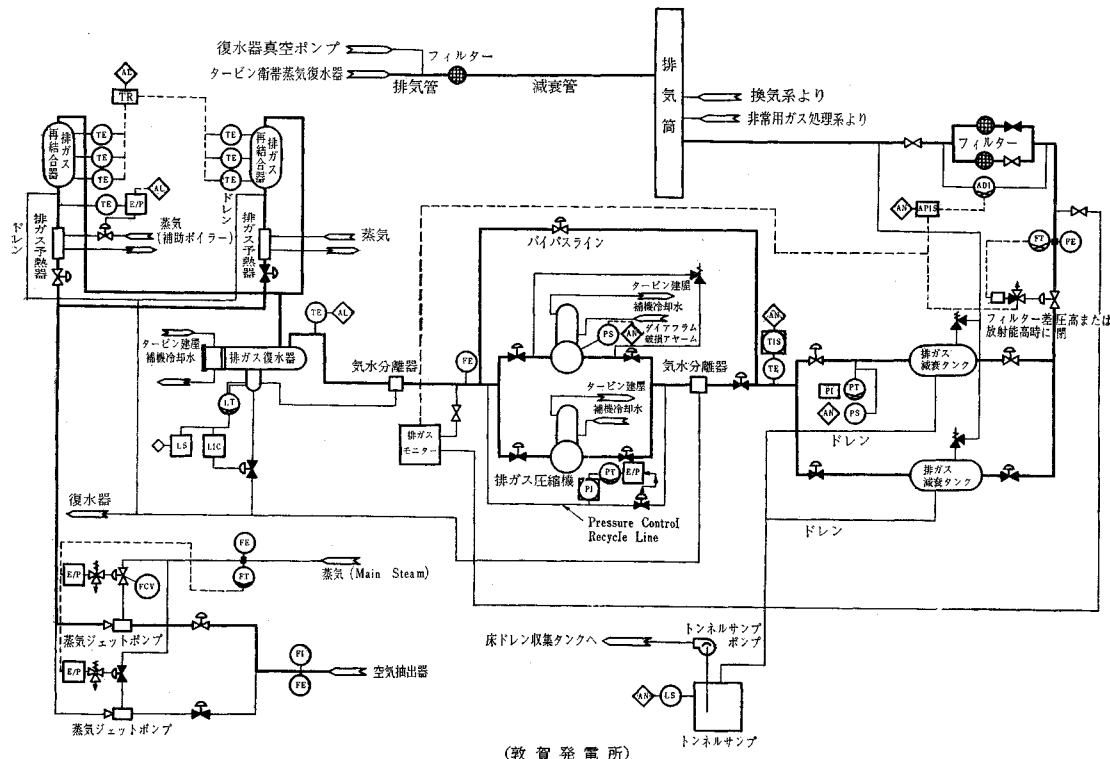 復水器真空ポンプ
タービン衛帯蒸気復水器
フィルター
排気管
減衰管
排気筒
換気系より
非常用ガス処理系より
フィルター
ADI
AN
APIS
FT
FE
フィルター差圧高または
放射能高時に閉
AL
TR
排ガス
再結合器
TE
TE
TE
TE
TE
TE
排ガス
再結合器
TE
E/P
AL
ドレン
ドレン
排ガス予熱器
蒸気
(補助ボイラー)
排ガス予熱器
蒸気
バイパスライン
タービン建屋
補機冷却水
排ガス復水器
TE
AL
LT
LS
LIC
気水分離器
FE
排ガス
モニター
タービン建屋
補機冷却水
PS
AN
ダイアフラム
破損アヤーム
タービン建屋
補機冷却水
排ガス圧縮機
PI
PT
E/P
Pressure Control
Recycle Line
気水分離器
AN
TIS
TE
PI
PT
AN
PS
排ガス
減衰タンク
ドレン
排ガス
減衰タンク
ドレン
復水器
FE
FT
蒸気 (Main Steam)
E/P
FCV
蒸気ジェットポンプ
E/P
蒸気ジェットポンプ
FI
FE
空気抽出器
床ドレン収集タンクへ
トンネルサンプ
ポンプ
AN
LS
トンネルサンプ
(敦賀発電所)